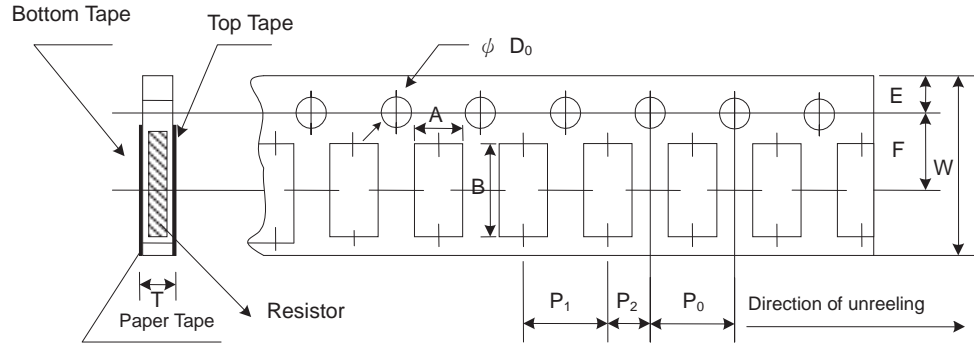 Bottom Tape
Top Tape
φ D₀
E
A
F
W
B
T
P₁
P₂
P₀
Direction of unreeling
Resistor
Paper Tape